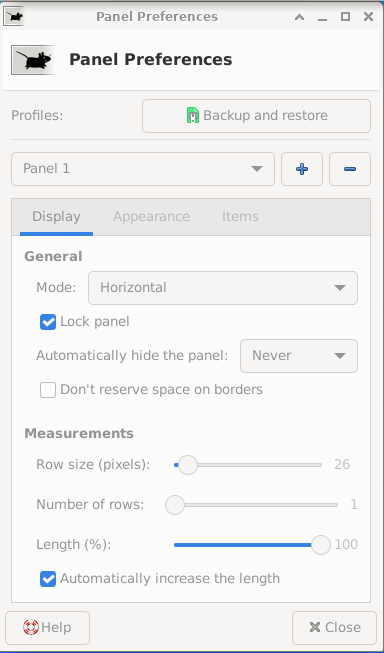 Panel Preferences
Panel Preferences
Profiles: Backup and restore
Panel 1
Display Appearance Items
General
Mode: Horizontal
Lock panel
Automatically hide the panel: Never
Don't reserve space on borders
Measurements
Row size (pixels): 26
Number of rows: 1
Length (%): 100
Automatically increase the length
Help Close